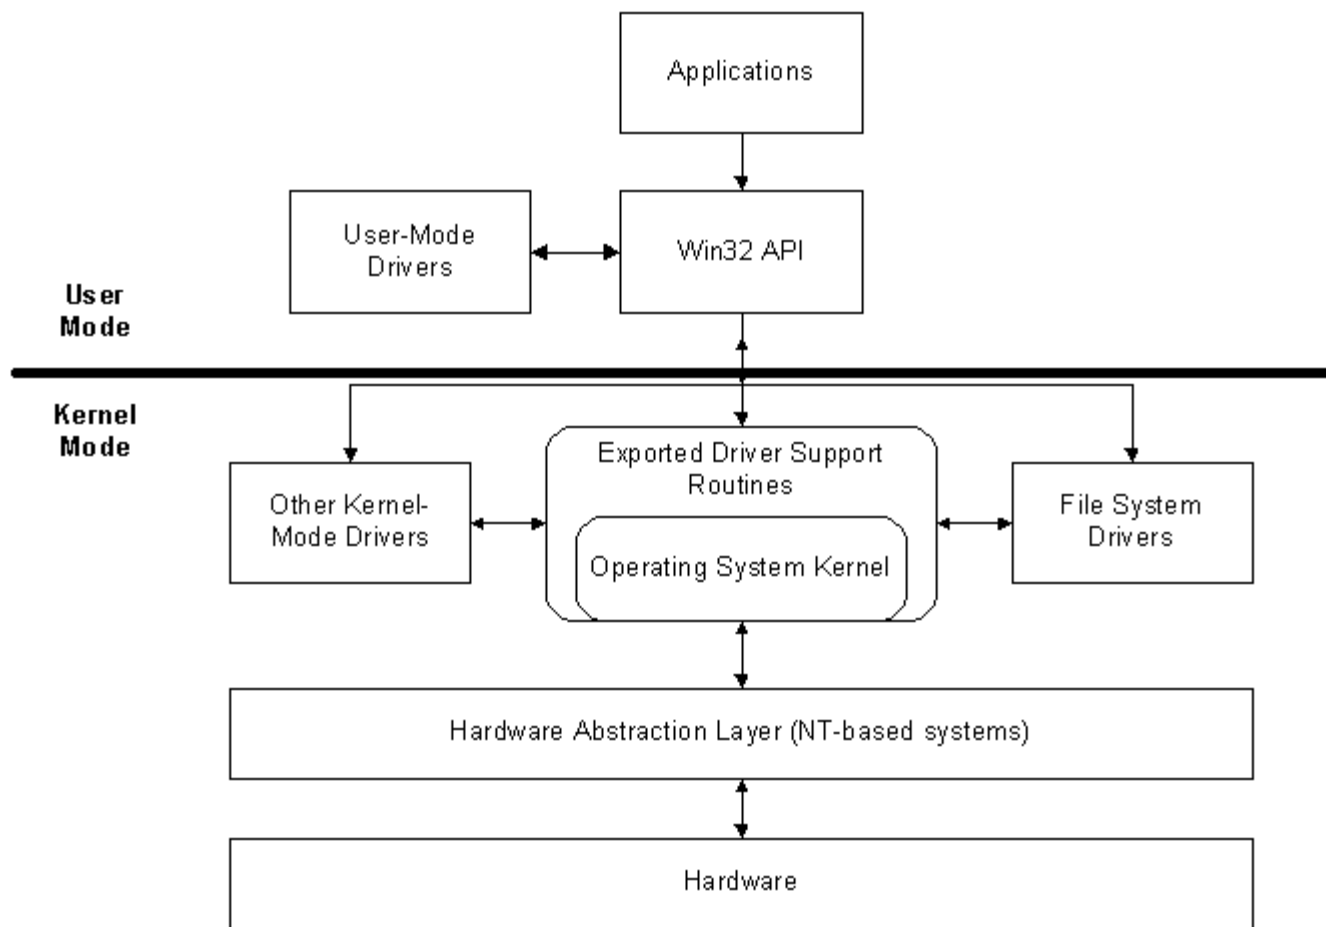 Applications
User-Mode
Drivers
Win32 API
User
Mode
Kernel
Mode
Exported Driver Support
Routines
Other Kernel-
Mode Drivers
File System
Drivers
Operating System Kernel
Hardware Abstraction Layer (NT-based systems)
Hardware